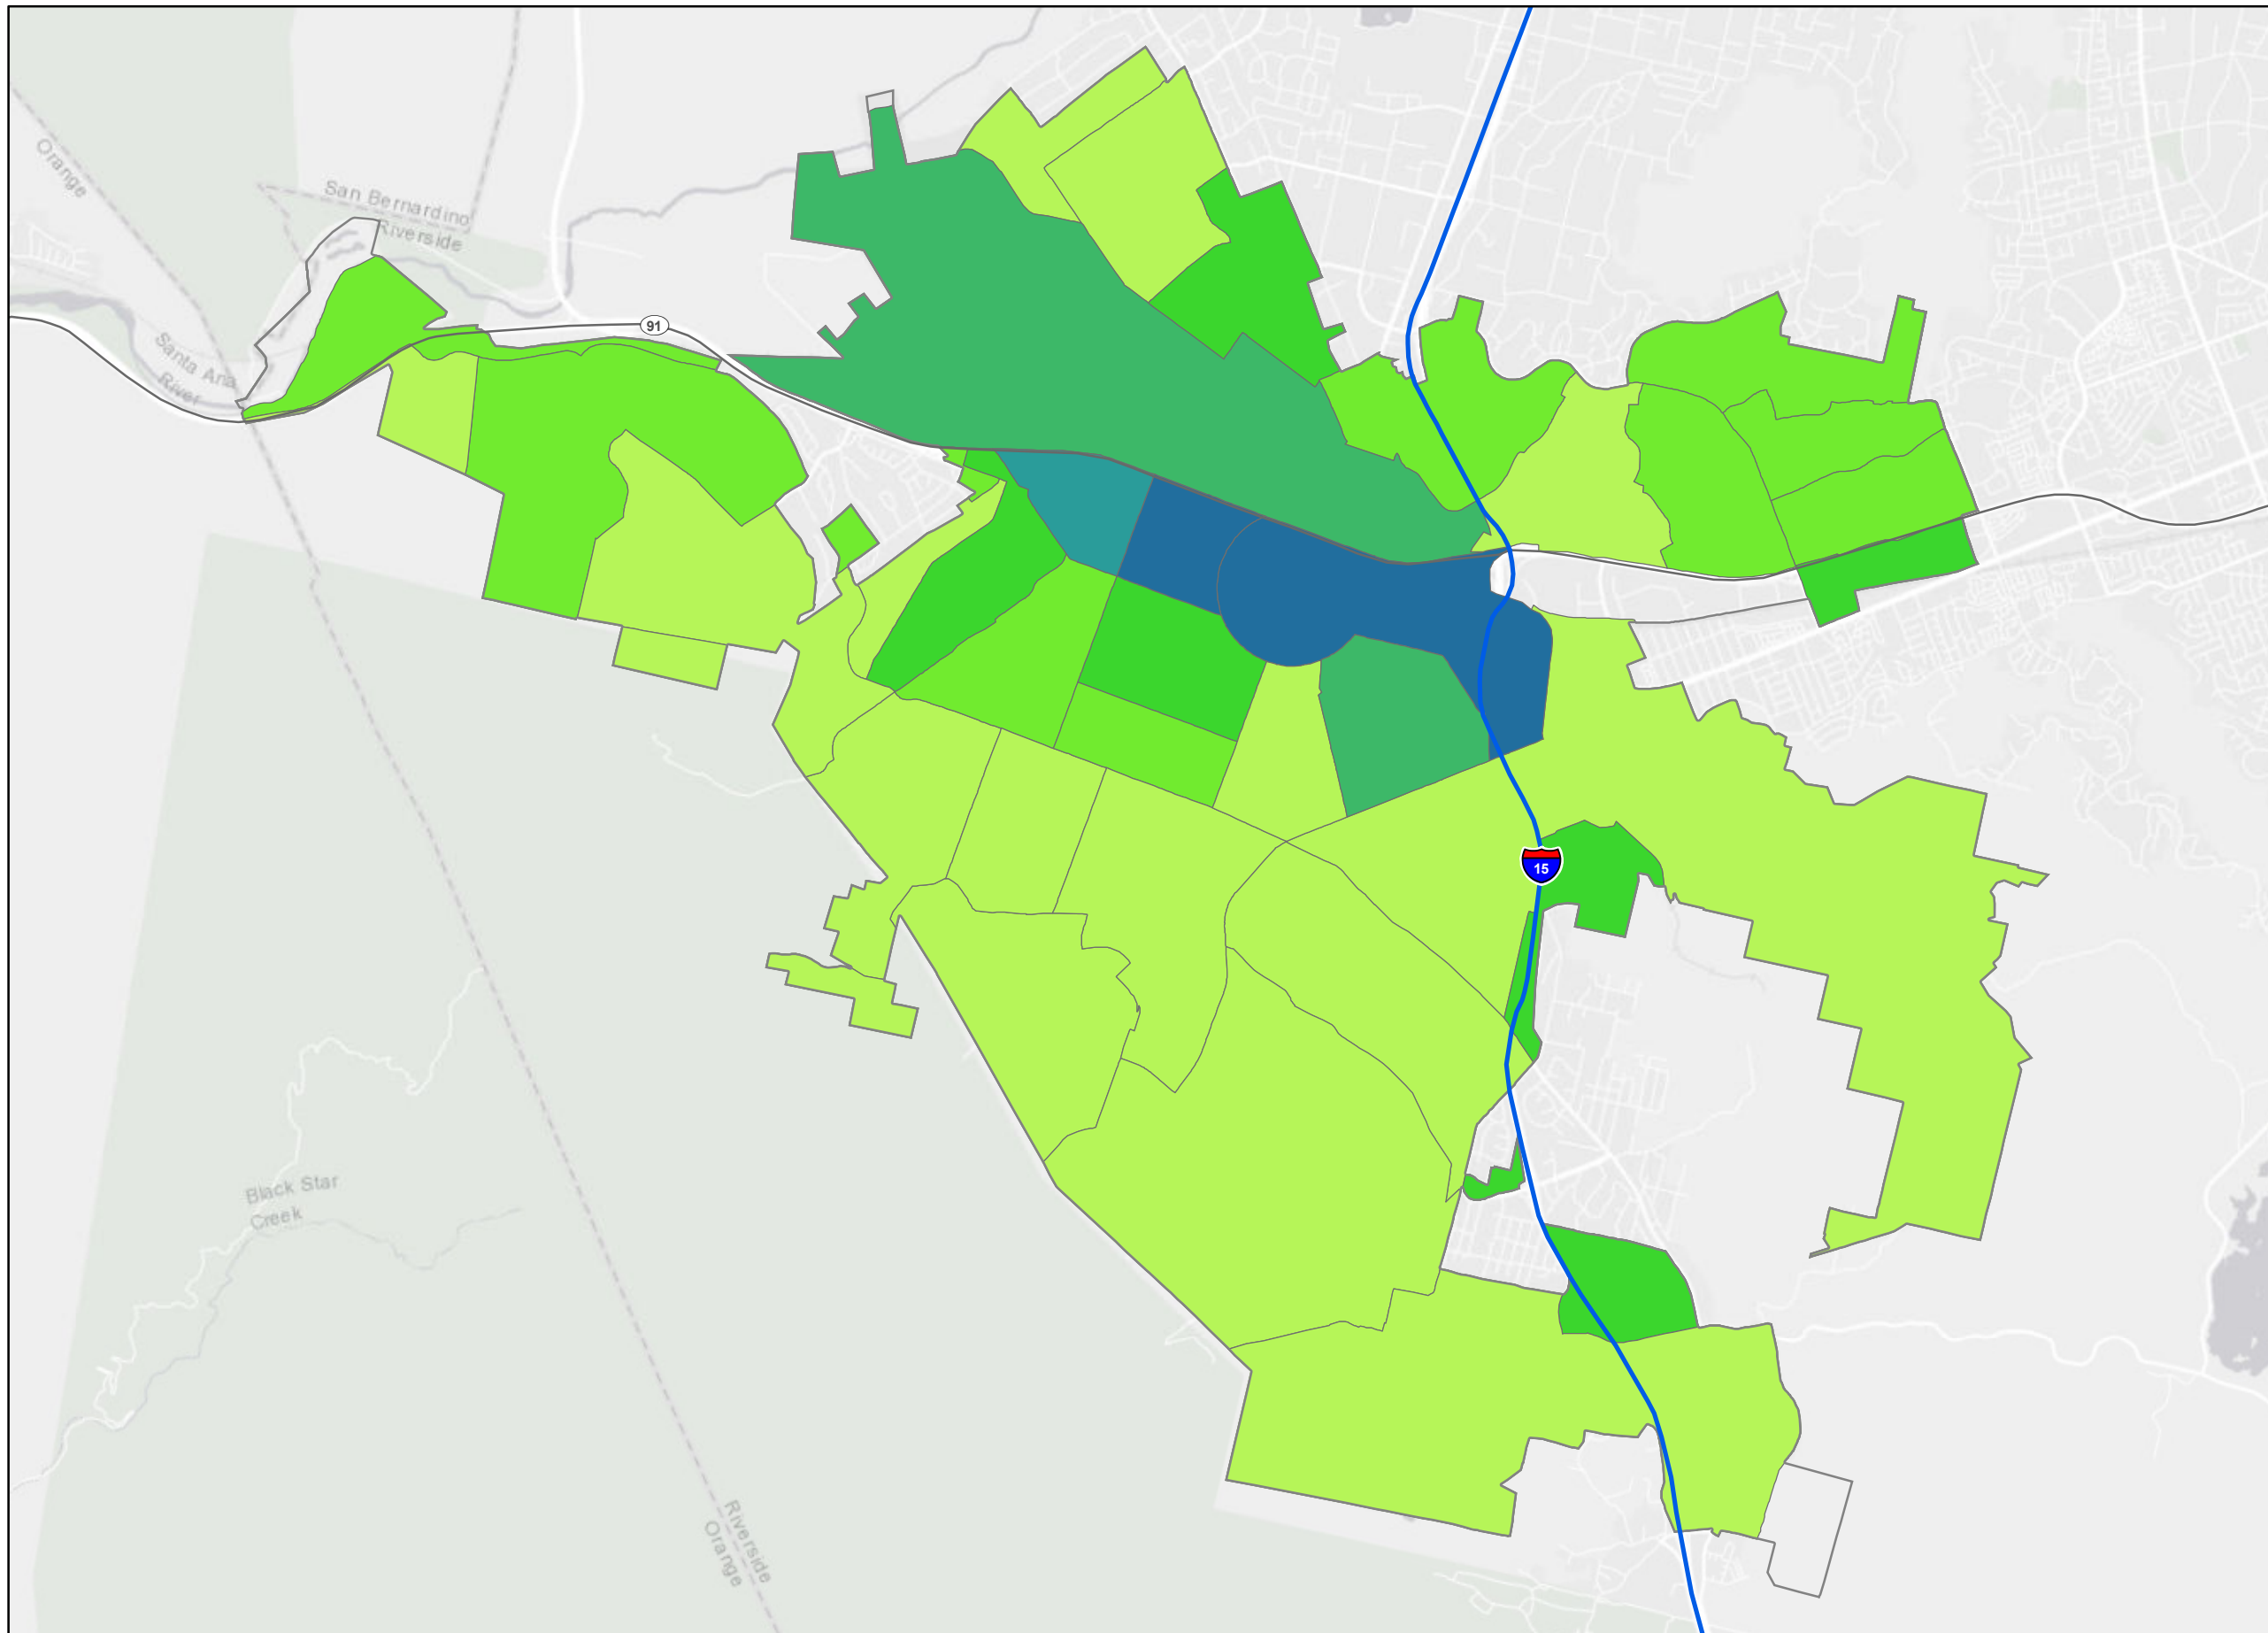 Orange
San Bernardino
Riverside
91
Santa Ana
River
15
Black Star
Creek
Riverside
Orange